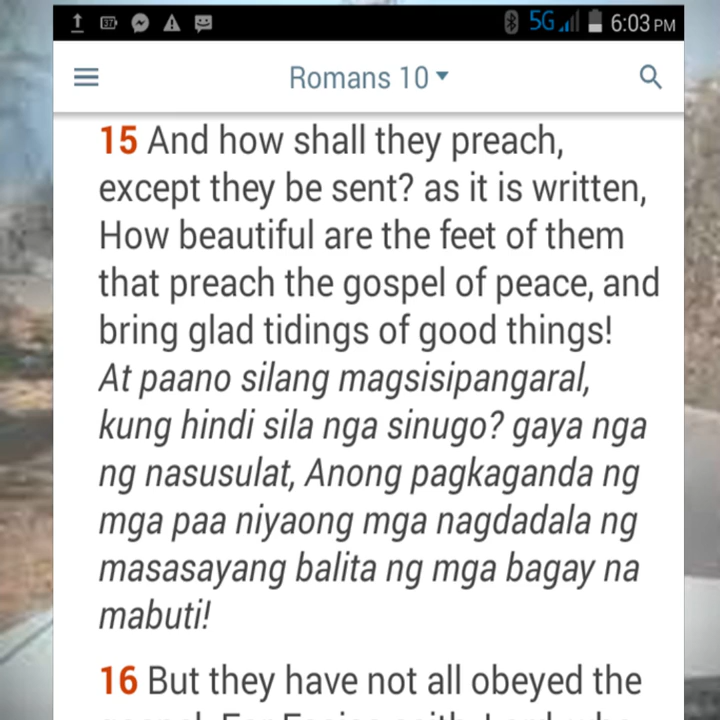 37 5G 6:03 PM
Romans 10
15 And how shall they preach,
except they be sent? as it is written,
How beautiful are the feet of them
that preach the gospel of peace, and
bring glad tidings of good things!
At paano silang magsisipangaral,
kung hindi sila nga sinugo? gaya nga
ng nasusulat, Anong pagkaganda ng
mga paa niyaong mga nagdadala ng
masasayang balita ng mga bagay na
mabuti!
16 But they have not all obeyed the